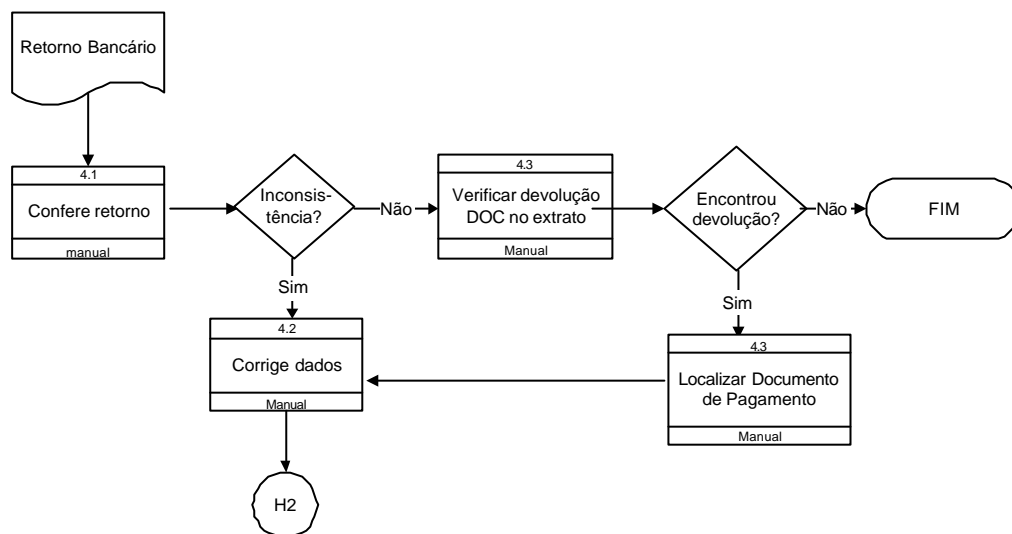 Retorno Bancário
4.1
Confere retorno
manual
Inconsis-
tência?
Não
4.3
Verificar devolução
DOC no extrato
Manual
Encontrou
devolução?
Não
FIM
Sim
4.2
Corrige dados
Manual
Sim
4.3
Localizar Documento
de Pagamento
Manual
H2